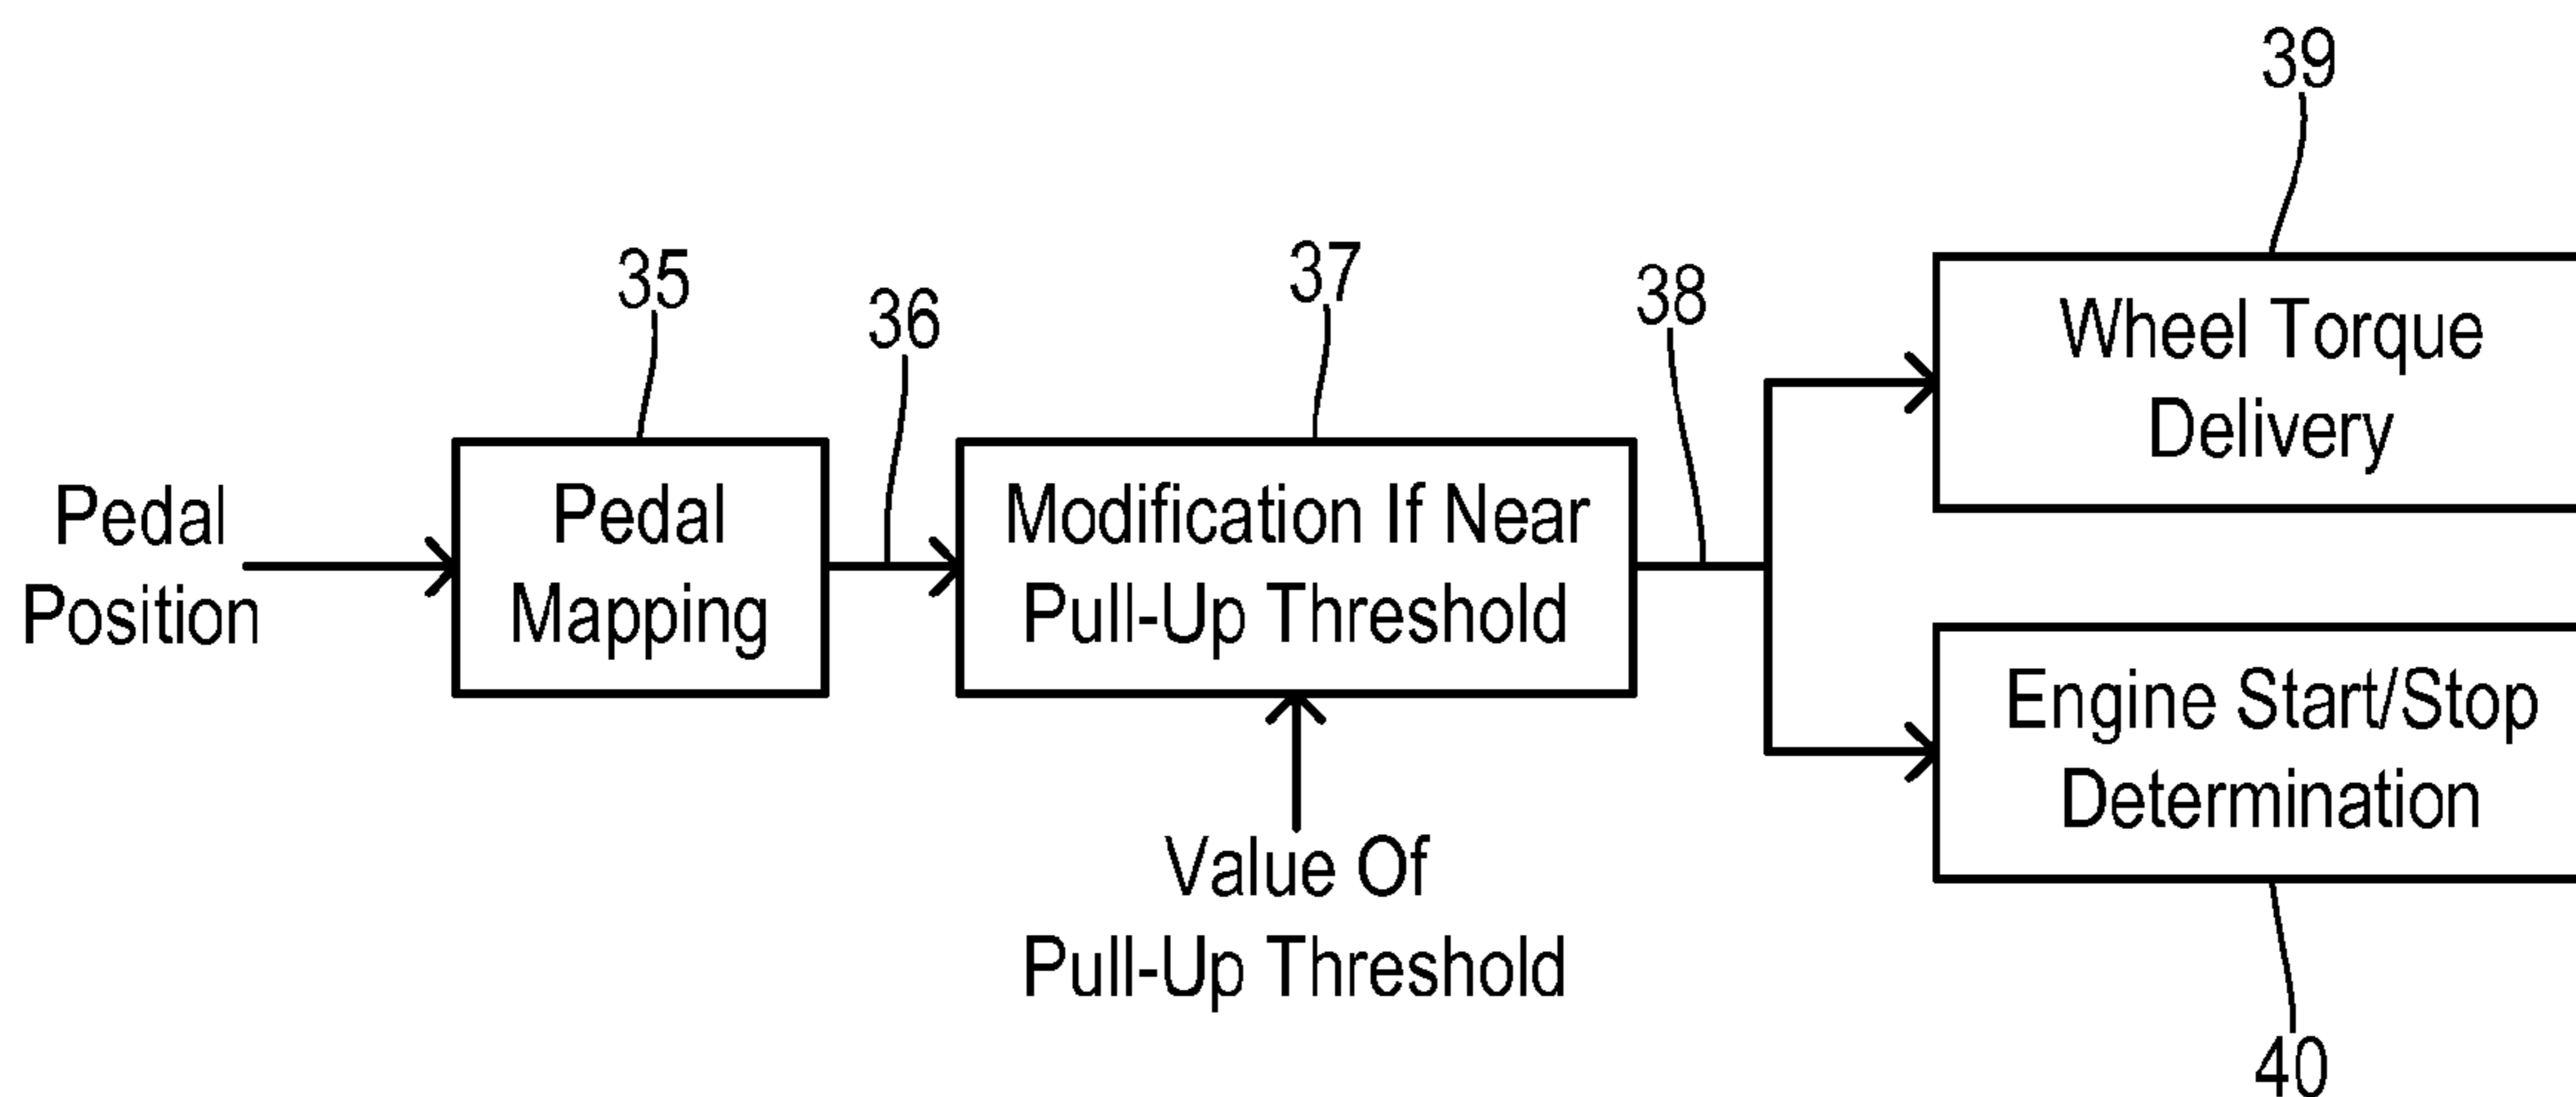 39
35
36
37
38
Wheel Torque
Delivery
Pedal
Position
Pedal
Mapping
Modification If Near
Pull-Up Threshold
Engine Start/Stop
Determination
Value Of
Pull-Up Threshold
40